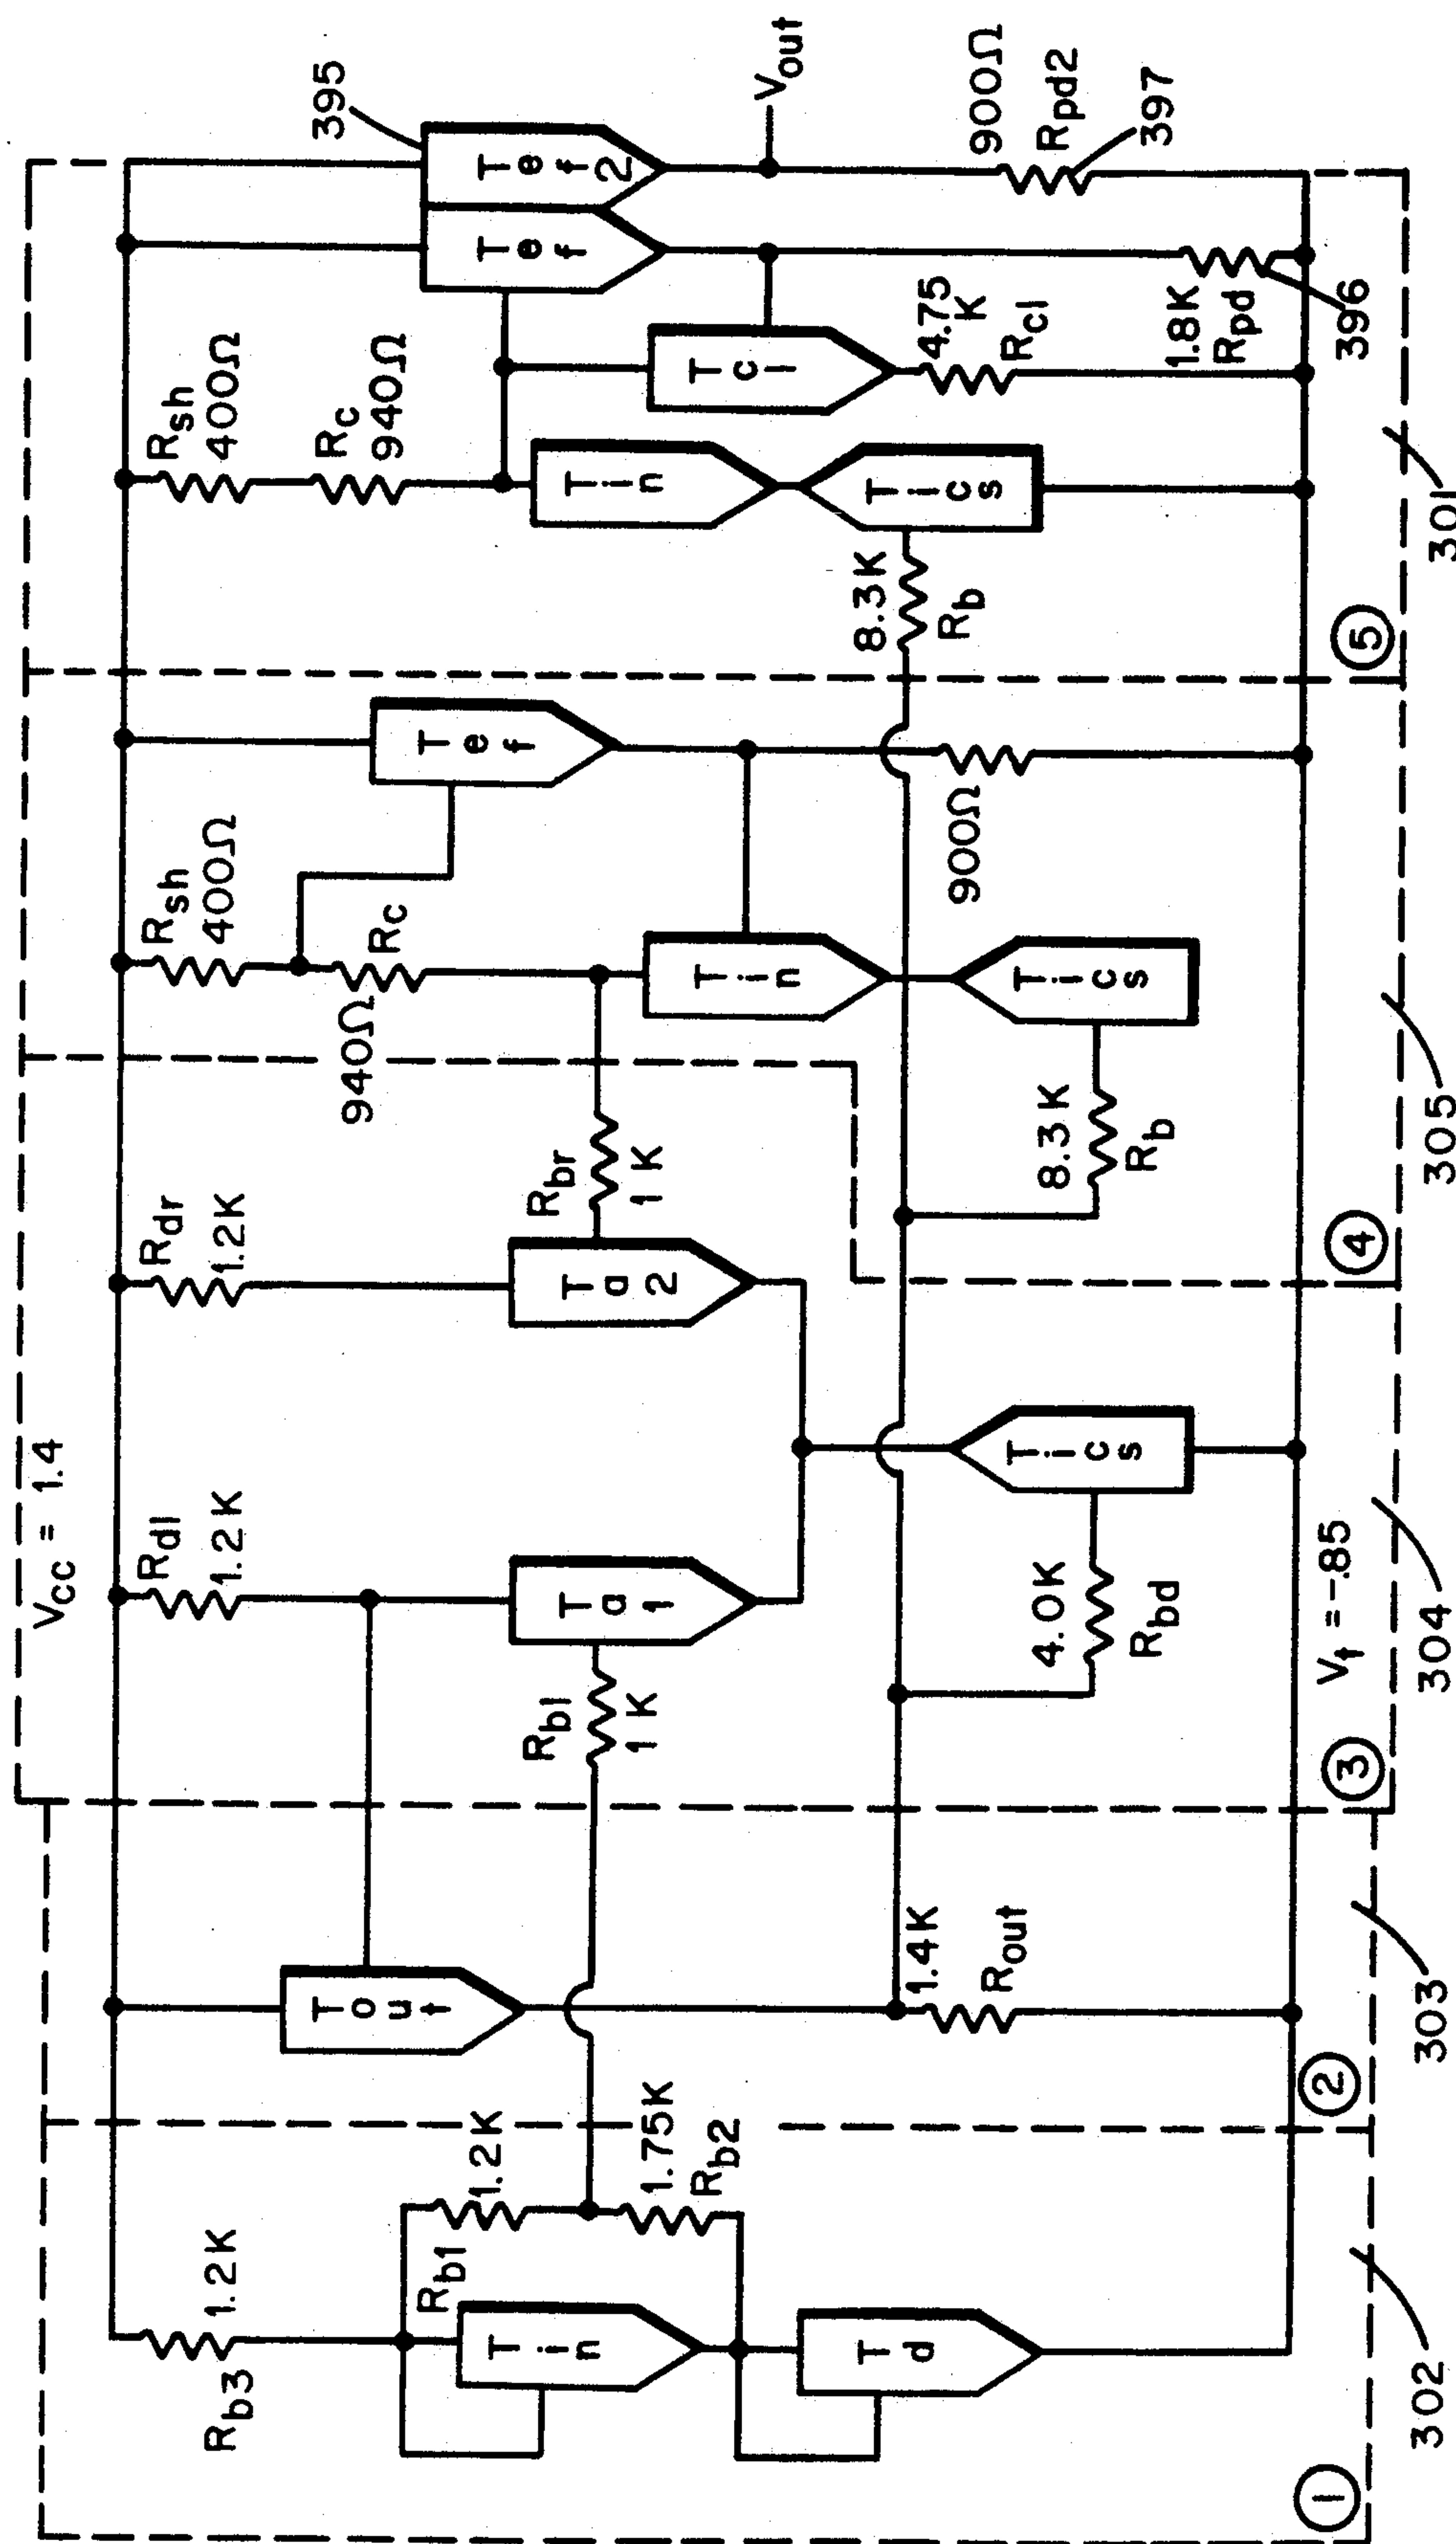 VCC = 1.4
Rb3
1.2K
Rb1
1.2K
1.75K
Rb2
Tin
Td
1
302
Tout
1.4K
Rout
2
303
Rdl
1.2K
Rbl
1K
Ta1
4.0K
Rbd
Tics
Vt = -.85
3
304
Rdr
1.2K
Rbr
1K
Ta2
Rsh
400Ω
Rc
940Ω
Tef
Tin
900Ω
8.3K
Rb
Tics
4
305
Rsh
400Ω
Rc
940Ω
395
Tef
Tef2
Vout
Tin
Tcl
4.75
K
Rcl
8.3K
Rb
Tics
1.8K
Rpd
396
900Ω
Rpd2
397
5
301